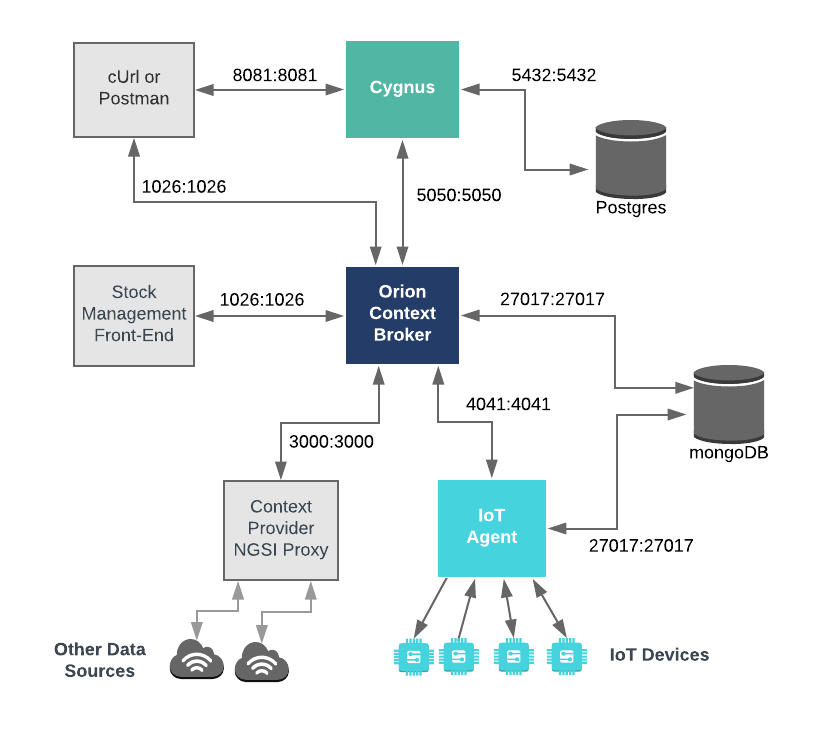 cUrl or
Postman
8081:8081
Cygnus
5432:5432
Postgres
1026:1026
5050:5050
Stock
Management
Front-End
1026:1026
Orion
Context
Broker
27017:27017
mongoDB
3000:3000
4041:4041
Context
Provider
NGSI Proxy
IoT
Agent
27017:27017
Other Data
Sources
IoT Devices